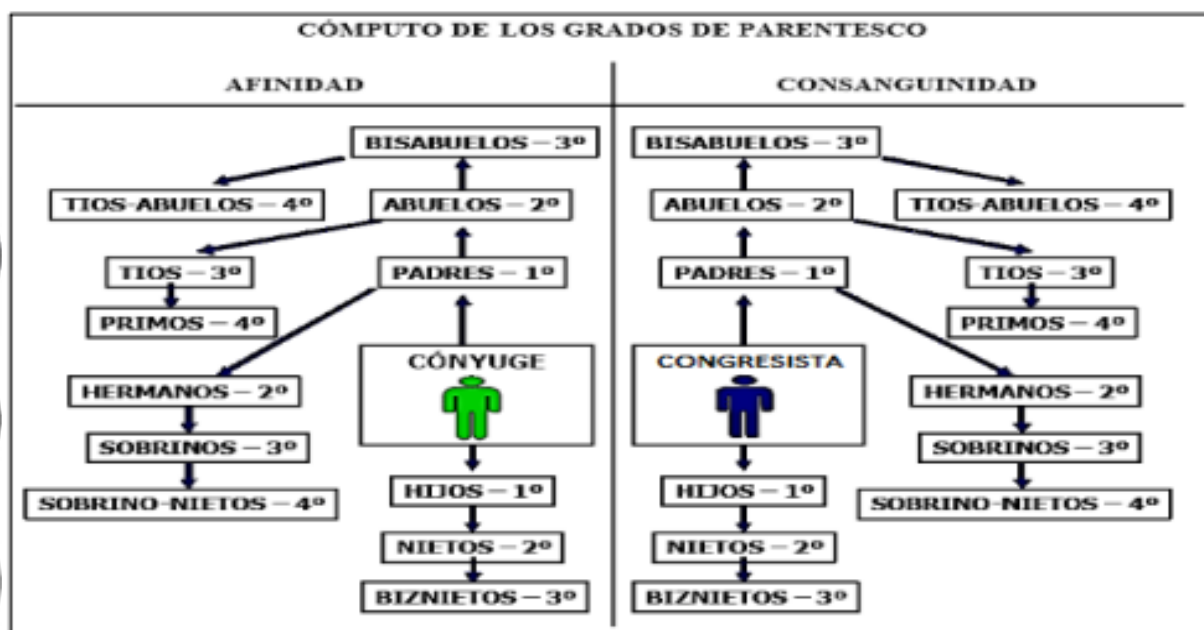 CÓMPUTO DE LOS GRADOS DE PARENTESCO
AFINIDAD
BISABUELOS – 3º
TIOS-ABUELOS – 4º
ABUELOS – 2º
TIOS – 3º
PADRES – 1º
PRIMOS – 4º
CÓNYUGE
HERMANOS – 2º
SOBRINOS – 3º
HIJOS – 1º
SOBRINO-NIETOS – 4º
NIETOS – 2º
BIZNIETOS – 3º
CONSANGUINIDAD
BISABUELOS – 3º
ABUELOS – 2º
TIOS-ABUELOS – 4º
PADRES – 1º
TIOS – 3º
PRIMOS – 4º
CONGRESISTA
HERMANOS – 2º
SOBRINOS – 3º
HIJOS – 1º
SOBRINO-NIETOS – 4º
NIETOS – 2º
BIZNIETOS – 3º